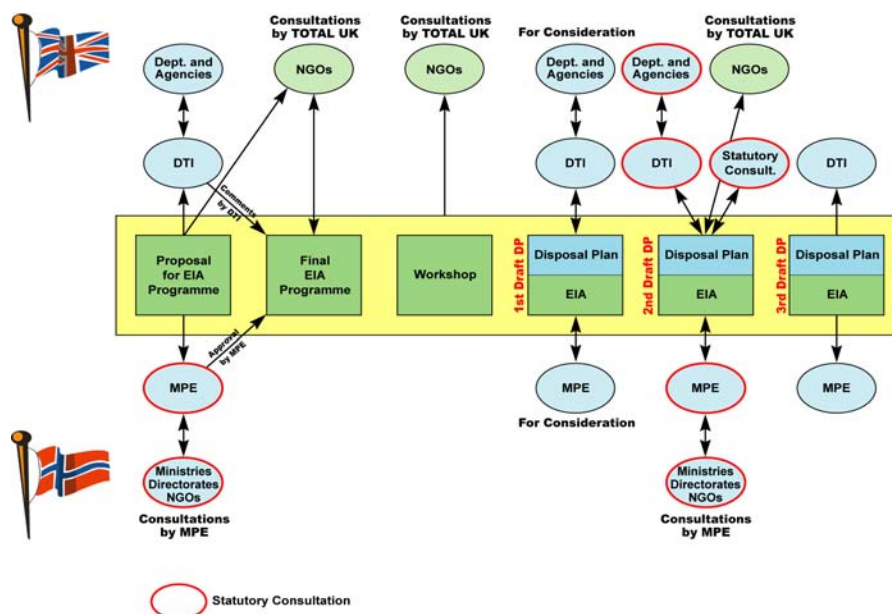 Consultations
by TOTAL UK
Consultations
by TOTAL UK
For Consideration
Consultations
by TOTAL UK
Dept. and
Agencies
NGOs
NGOs
Dept. and
Agencies
Dept. and
Agencies
NGOs
DTI
DTI
DTI
Statutory
Consult.
DTI
Comments
by DTI
Proposal
for EIA
Programme
Final
EIA
Programme
Workshop
1st Draft DP
Disposal Plan
EIA
2nd Draft DP
Disposal Plan
EIA
3rd Draft DP
Disposal Plan
EIA
Approval
by MPE
MPE
MPE
For Consideration
MPE
MPE
Ministries
Directorates
NGOs
Consultations
by MPE
Ministries
Directorates
NGOs
Consultations
by MPE
Statutory Consultation